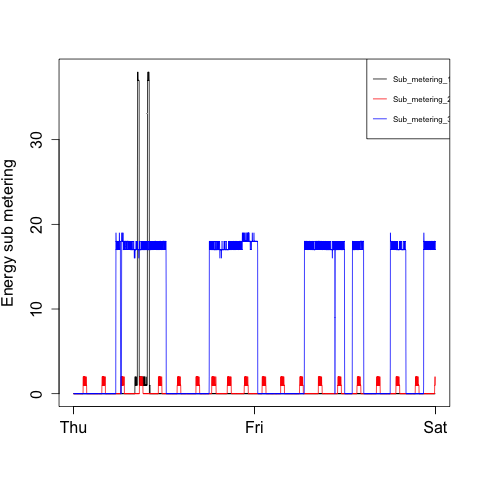 Sub_metering_1
Sub_metering_2
Sub_metering_3
Energy sub metering
30
20
10
0
Thu Fri Sat